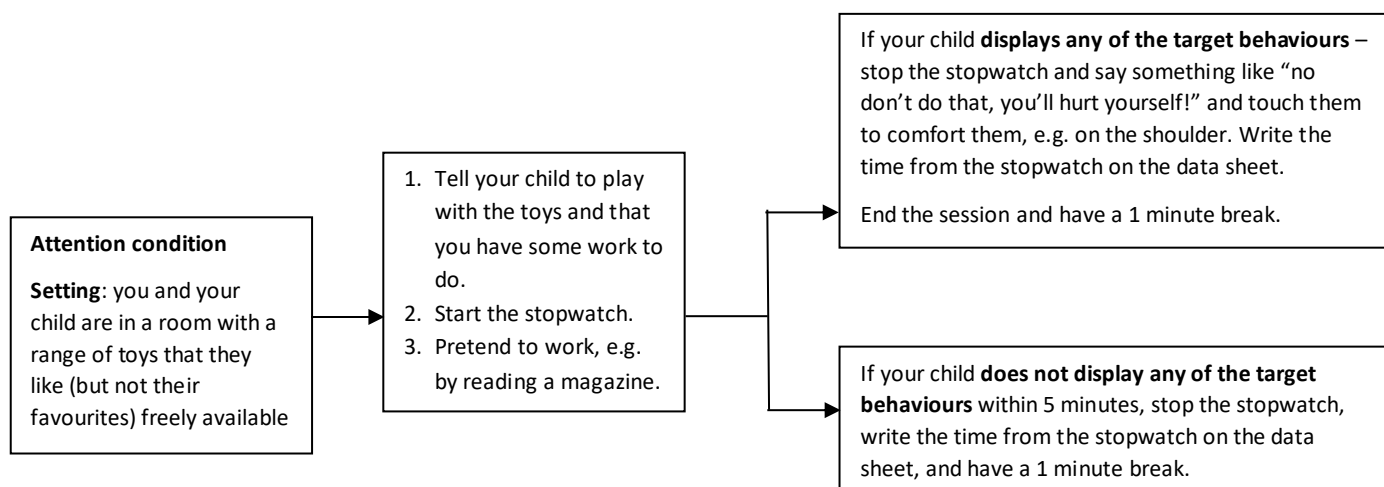 Attention condition
Setting: you and your
child are in a room with a
range of toys that they
like (but not their
favourites) freely available
1. Tell your child to play
with the toys and that
you have some work to
do.
2. Start the stopwatch.
3. Pretend to work, e.g.
by reading a magazine.
If your child displays any of the target behaviours –
stop the stopwatch and say something like “no
don’t do that, you’ll hurt yourself!” and touch them
to comfort them, e.g. on the shoulder. Write the
time from the stopwatch on the data sheet.
End the session and have a 1 minute break.
If your child does not display any of the target
behaviours within 5 minutes, stop the stopwatch,
write the time from the stopwatch on the data
sheet, and have a 1 minute break.